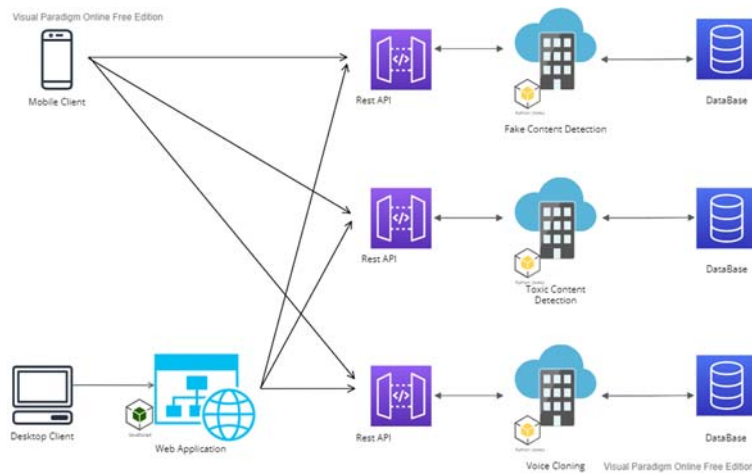 Visual Paradigm Online Free Edition
Mobile Client
Rest API
Fake Content Detection
DataBase
Rest API
Toxic Content
Detection
DataBase
Desktop Client
JavaScript
Web Application
Rest API
Voice Cloning
DataBase
Visual Paradigm Online Free Edition